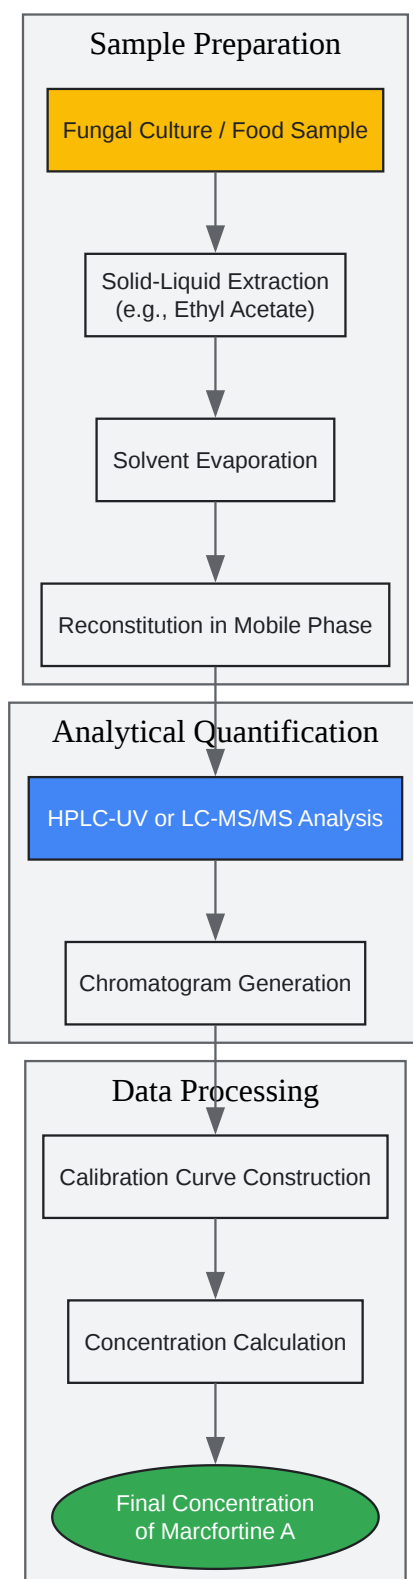 Sample Preparation
Fungal Culture / Food Sample
Solid-Liquid Extraction
(e.g., Ethyl Acetate)
Solvent Evaporation
Reconstitution in Mobile Phase
Analytical Quantification
HPLC-UV or LC-MS/MS Analysis
Chromatogram Generation
Data Processing
Calibration Curve Construction
Concentration Calculation
Final Concentration
of Marcfortine A